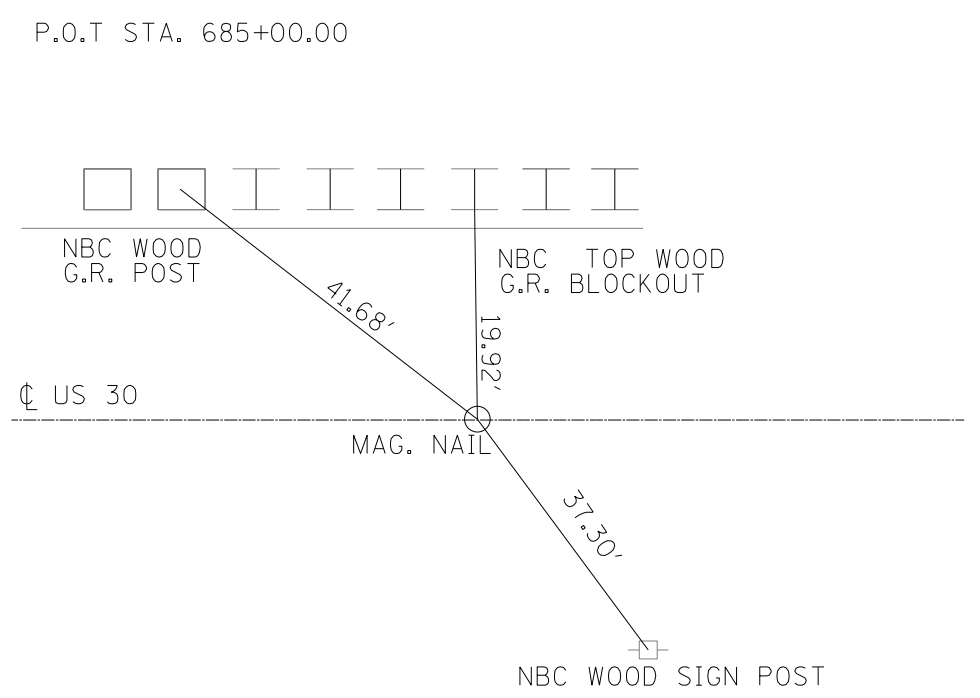 P.O.T STA. 685+00.00
NBC WOOD
G.R. POST
NBC TOP WOOD
G.R. BLOCKOUT
41.68'
19.92'
℄ US 30
MAG. NAIL
37.30'
NBC WOOD SIGN POST